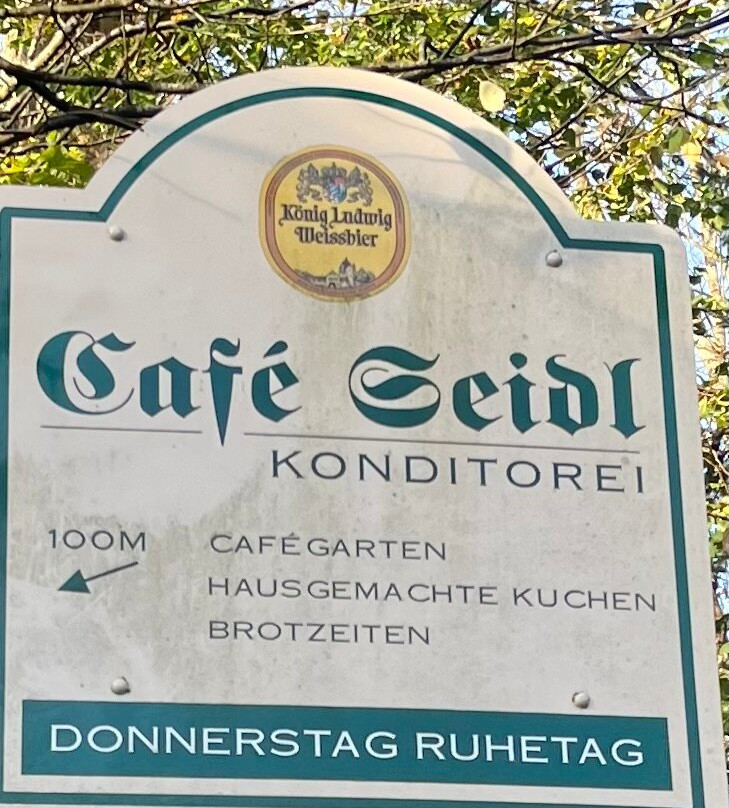 König Ludwig
Weissbier
Café Seidl
KONDITOREI
100M
CAFÉGARTEN
HAUSGEMACHTE KUCHEN
BROTZEITEN
DONNERSTAG RUHETAG